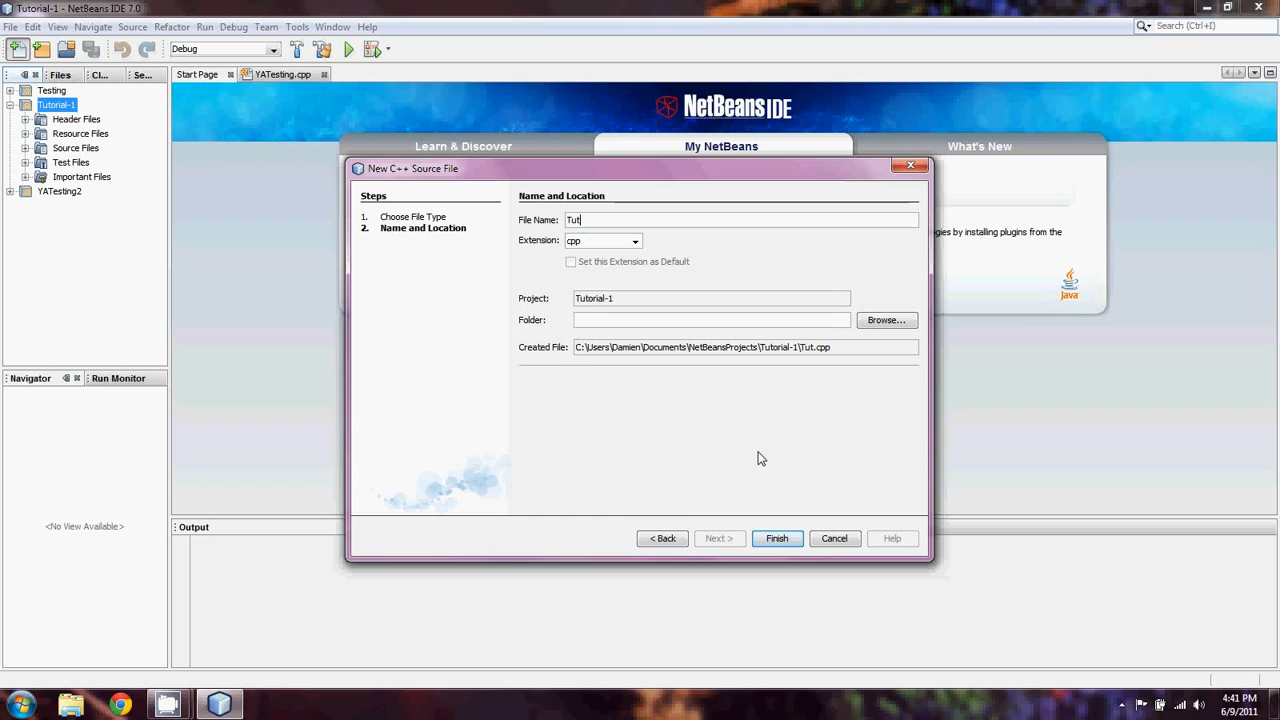 Tutorial-1 - NetBeans IDE 7.0
File Edit View Navigate Source Refactor Run Debug Team Tools Window Help
Search (Ctrl+I)
Debug
Files Cl... Se...
Start Page YATesting.cpp
Testing
Tutorial-1
Header Files
Resource Files
Source Files
Test Files
Important Files
YATesting2
NetBeans IDE
Learn & Discover My NetBeans What's New
New C++ Source File
Steps
1. Choose File Type
2. Name and Location
Name and Location
File Name: Tut
Extension: cpp
Set this Extension as Default
Project: Tutorial-1
Folder: Browse...
Created File: C:\Users\Damien\Documents\NetBeansProjects\Tutorial-1\Tut.cpp
< Back Next > Finish Cancel Help
gies by installing plugins from the
Java
Navigator Run Monitor
<No View Available>
Output
4:41 PM
6/9/2011